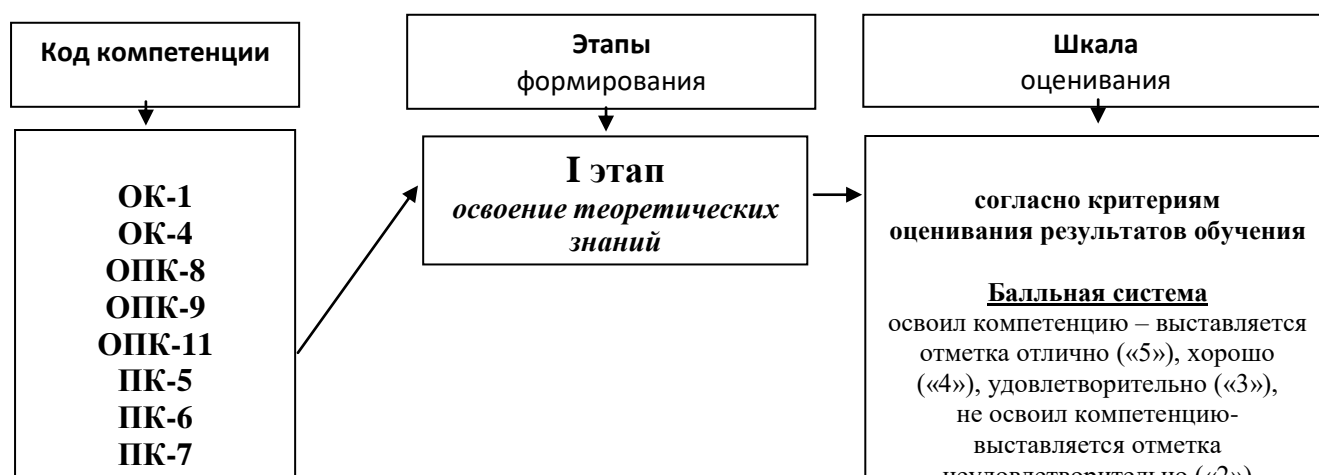 Код компетенции
Этапы
формирования
Шкала
оценивания
ОК-1
ОК-4
ОПК-8
ОПК-9
ОПК-11
ПК-5
ПК-6
ПК-7
I этап
освоение теоретических
знаний
согласно критериям
оценивания результатов обучения
Балльная система
освоил компетенцию – выставляется
отметка отлично («5»), хорошо
(«4»), удовлетворительно («3»),
не освоил компетенцию-
выставляется отметка
неудовлетворительно («2»)